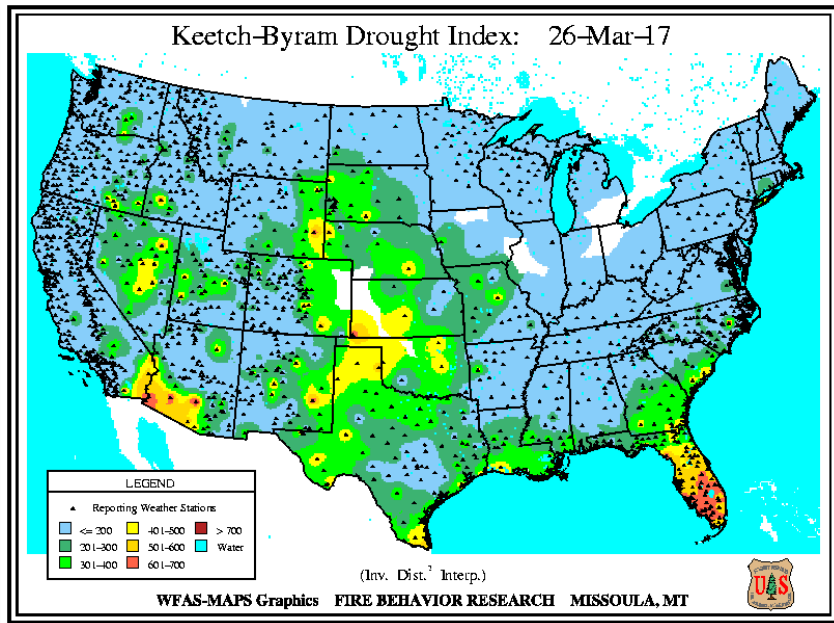 Keetch-Byram Drought Index: 26-Mar-17
LEGEND
Reporting Weather Stations
<= 200 401-500 > 700
201-300 501-600 Water
301-400 601-700
(Inv. Dist.² Interp.)
WFAS-MAPS Graphics FIRE BEHAVIOR RESEARCH MISSOULA, MT
U S